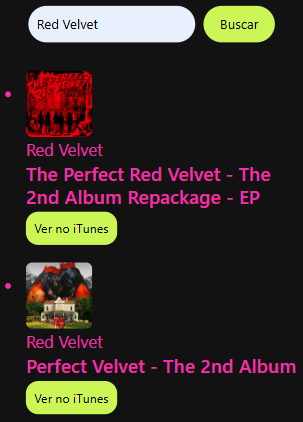 Red Velvet
Buscar
Red Velvet
The Perfect Red Velvet - The
2nd Album Repackage - EP
Ver no iTunes
Red Velvet
Perfect Velvet - The 2nd Album
Ver no iTunes